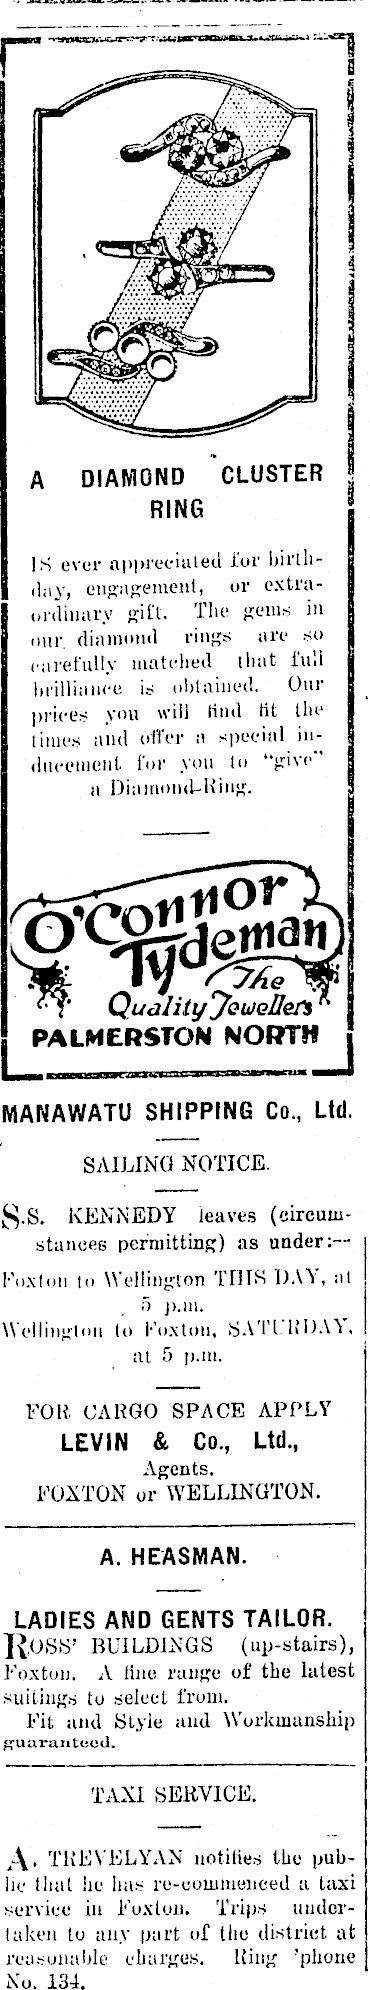 A DIAMOND CLUSTER
RING
IS ever appreciated for birth-
day, engagement, or extra-
ordinary gift. The gems in
our diamond rings are so
carefully matched that full
brilliance is obtained. Our
prices you will find fit the
times and offer a special in-
ducement for you to "give"
a Diamond-Ring.
O'Connor
Tydeman
The
Quality Jewellers
PALMERSTON NORTH
MANAWATU SHIPPING Co., Ltd.
SAILING NOTICE.
S.S. KENNEDY leaves (circum-
stances permitting) as under:—
Foxton to Wellington THIS DAY, at
5 p.m.
Wellington to Foxton, SATURDAY,
at 5 p.m.
FOR CARGO SPACE APPLY
LEVIN & Co., Ltd.,
Agents.
FOXTON or WELLINGTON.
A. HEASMAN.
LADIES AND GENTS TAILOR.
ROSS' BUILDINGS (up-stairs),
Foxton. A fine range of the latest
suitings to select from.
Fit and Style and Workmanship
guaranteed.
TAXI SERVICE.
A. TREVELYAN notifies the pub-
lic that he has re-commenced a taxi
service in Foxton. Trips under-
taken to any part of the district at
reasonable charges. Ring 'phone
No. 134.